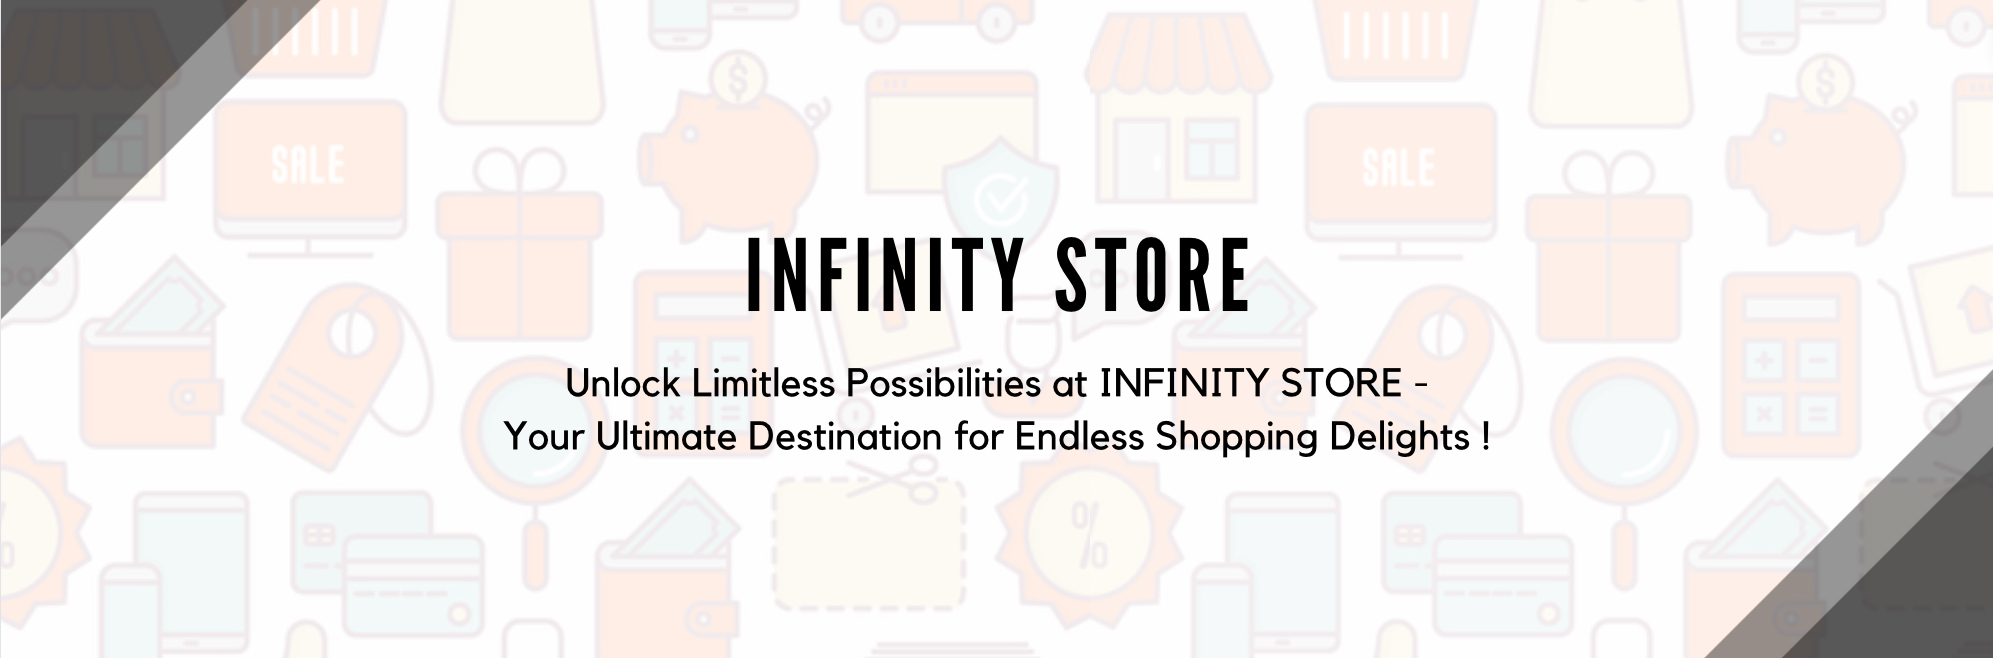 SALE
SALE
INFINITY STORE
Unlock Limitless Possibilities at INFINITY STORE -
Your Ultimate Destination for Endless Shopping Delights !